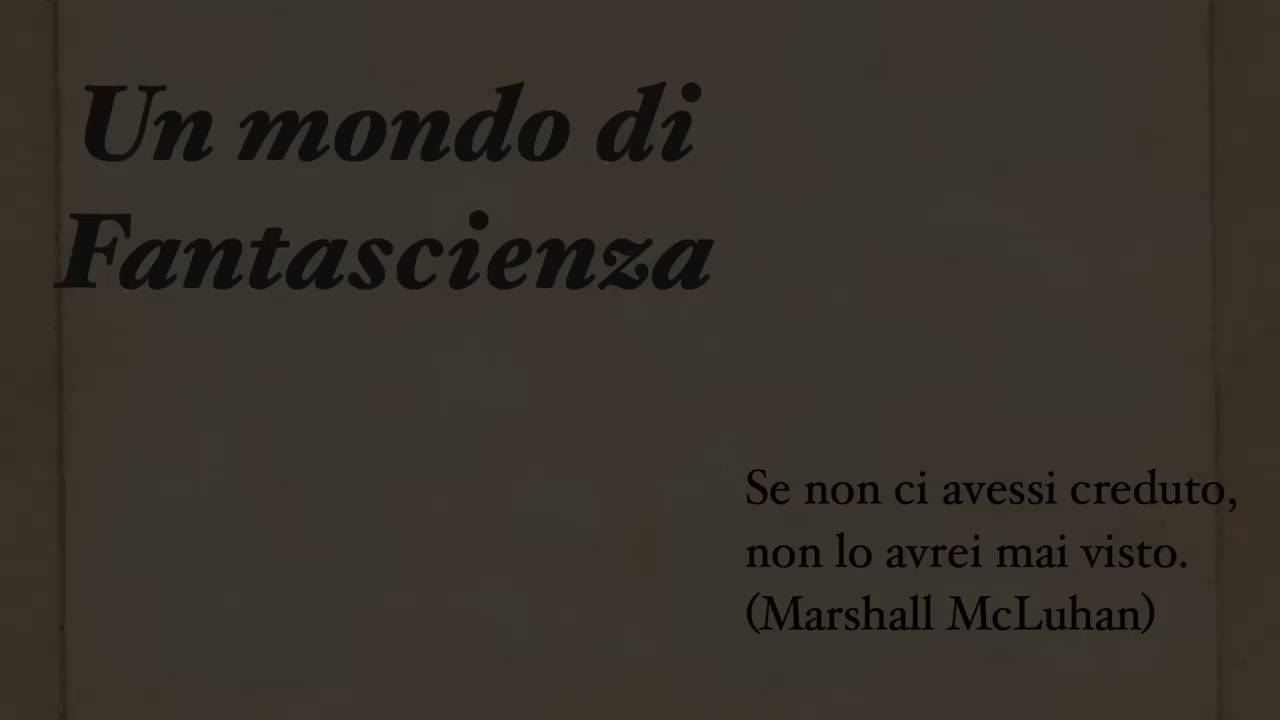 Un mondo di
Fantascienza
Se non ci avessi creduto,
non lo avrei mai visto.
(Marshall McLuhan)